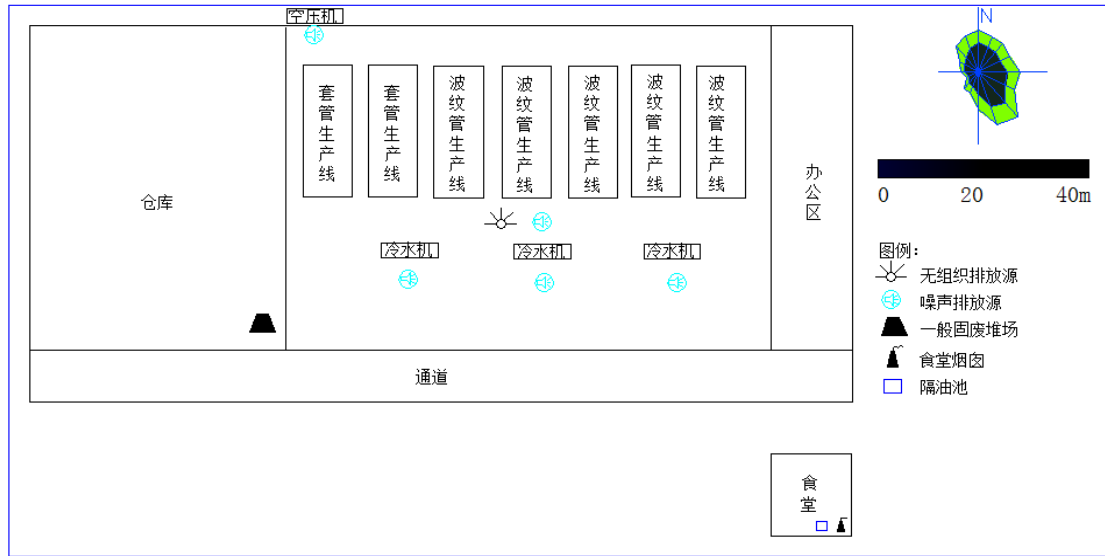 空压机
N
套管生产线
套管生产线
波纹管生产线
波纹管生产线
波纹管生产线
波纹管生产线
波纹管生产线
仓库
办公区
0 20 40m
冷水机
冷水机
冷水机
图例:
无组织排放源
噪声排放源
一般固废堆场
食堂烟囱
隔油池
通道
食堂